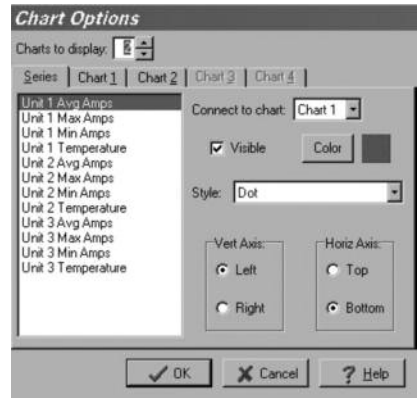 Chart Options
Charts to display: 2
Series Chart 1 Chart 2 Chart 3 Chart 4
Unit 1 Avg Amps
Unit 1 Max Amps
Unit 1 Min Amps
Unit 1 Temperature
Unit 2 Avg Amps
Unit 2 Max Amps
Unit 2 Min Amps
Unit 2 Temperature
Unit 3 Avg Amps
Unit 3 Max Amps
Unit 3 Min Amps
Unit 3 Temperature
Connect to chart: Chart 1
Visible Color
Style: Dot
Vert Axis:
Left
Right
Horiz Axis:
Top
Bottom
OK Cancel ? Help